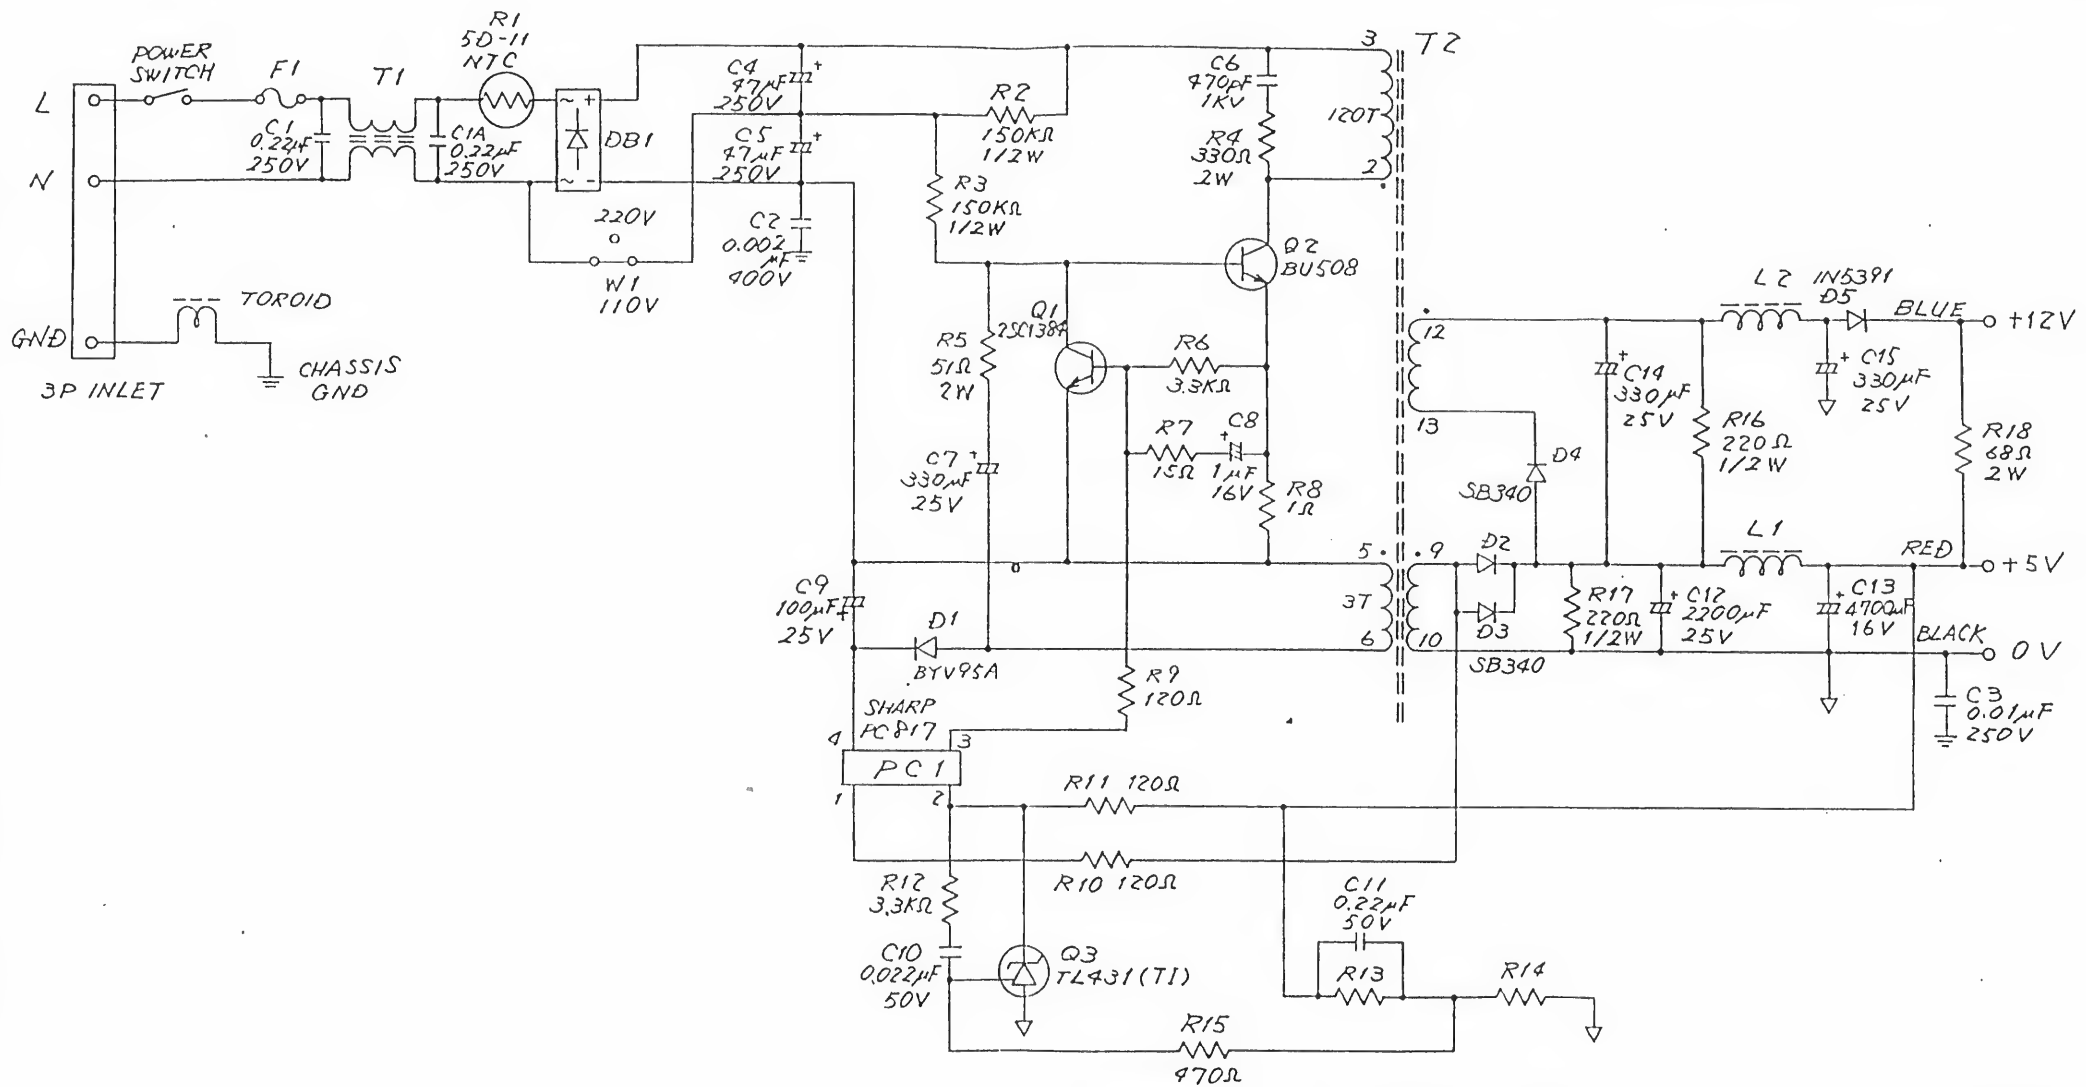 POWER
SWITCH
L
N
GND
3P INLET
F1
C1
0.22µF
250V
T1
R1
5D-11
NTC
C1A
0.22µF
250V
~ +
~ -
DB1
220V
W1
110V
TOROID
CHASSIS
GND
C4
47µF
250V
+
C5
47µF
250V
+
C2
0.002
µF
400V
R2
150KΩ
1/2W
R3
150KΩ
1/2W
C6
470pF
1KV
R4
330Ω
2W
3
120T
2
T2
Q2
BU508
Q1
2SC1384
R5
51Ω
2W
R6
3.3KΩ
R7
15Ω
C8
+
1µF
16V
R8
1Ω
C7
+
330µF
25V
C9
100µF
+
25V
D1
BYV95A
5
3T
6
R9
120Ω
SHARP
PC817
4
3
PC1
1
2
R11 120Ω
R10 120Ω
R12
3.3KΩ
C10
0.022µF
50V
Q3
TL431(TI)
R15
470Ω
C11
0.22µF
50V
R13
R14
12
13
D4
SB340
9
10
D2
D3
SB340
C14
+
330µF
25V
R16
220Ω
1/2W
L2
IN5391
D5
BLUE
+12V
C15
+
330µF
25V
R18
68Ω
2W
L1
RED
+5V
R17
220Ω
1/2W
C12
+
2200µF
25V
C13
+
4700µF
16V
BLACK
0V
C3
0.01µF
250V